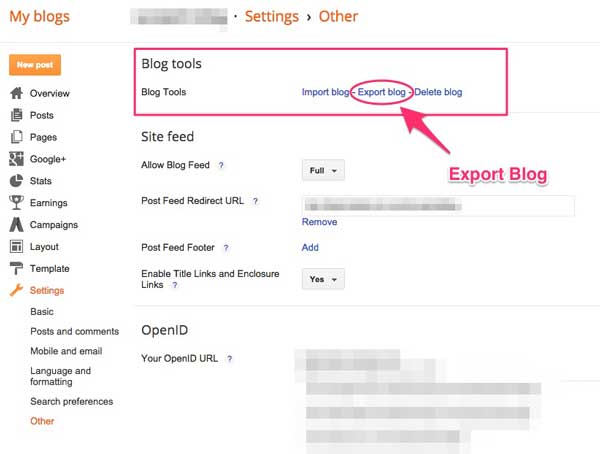 My blogs
· Settings › Other
New post
Overview
Posts
Pages
Google+
Stats
Earnings
Campaigns
Layout
Template
Settings
Basic
Posts and comments
Mobile and email
Language and
formatting
Search preferences
Other
Blog tools
Blog Tools
Import blog - Export blog - Delete blog
Export Blog
Site feed
Allow Blog Feed ?
Full
Post Feed Redirect URL ?
Remove
Post Feed Footer ?
Add
Enable Title Links and Enclosure
Links ?
Yes
OpenID
Your OpenID URL ?